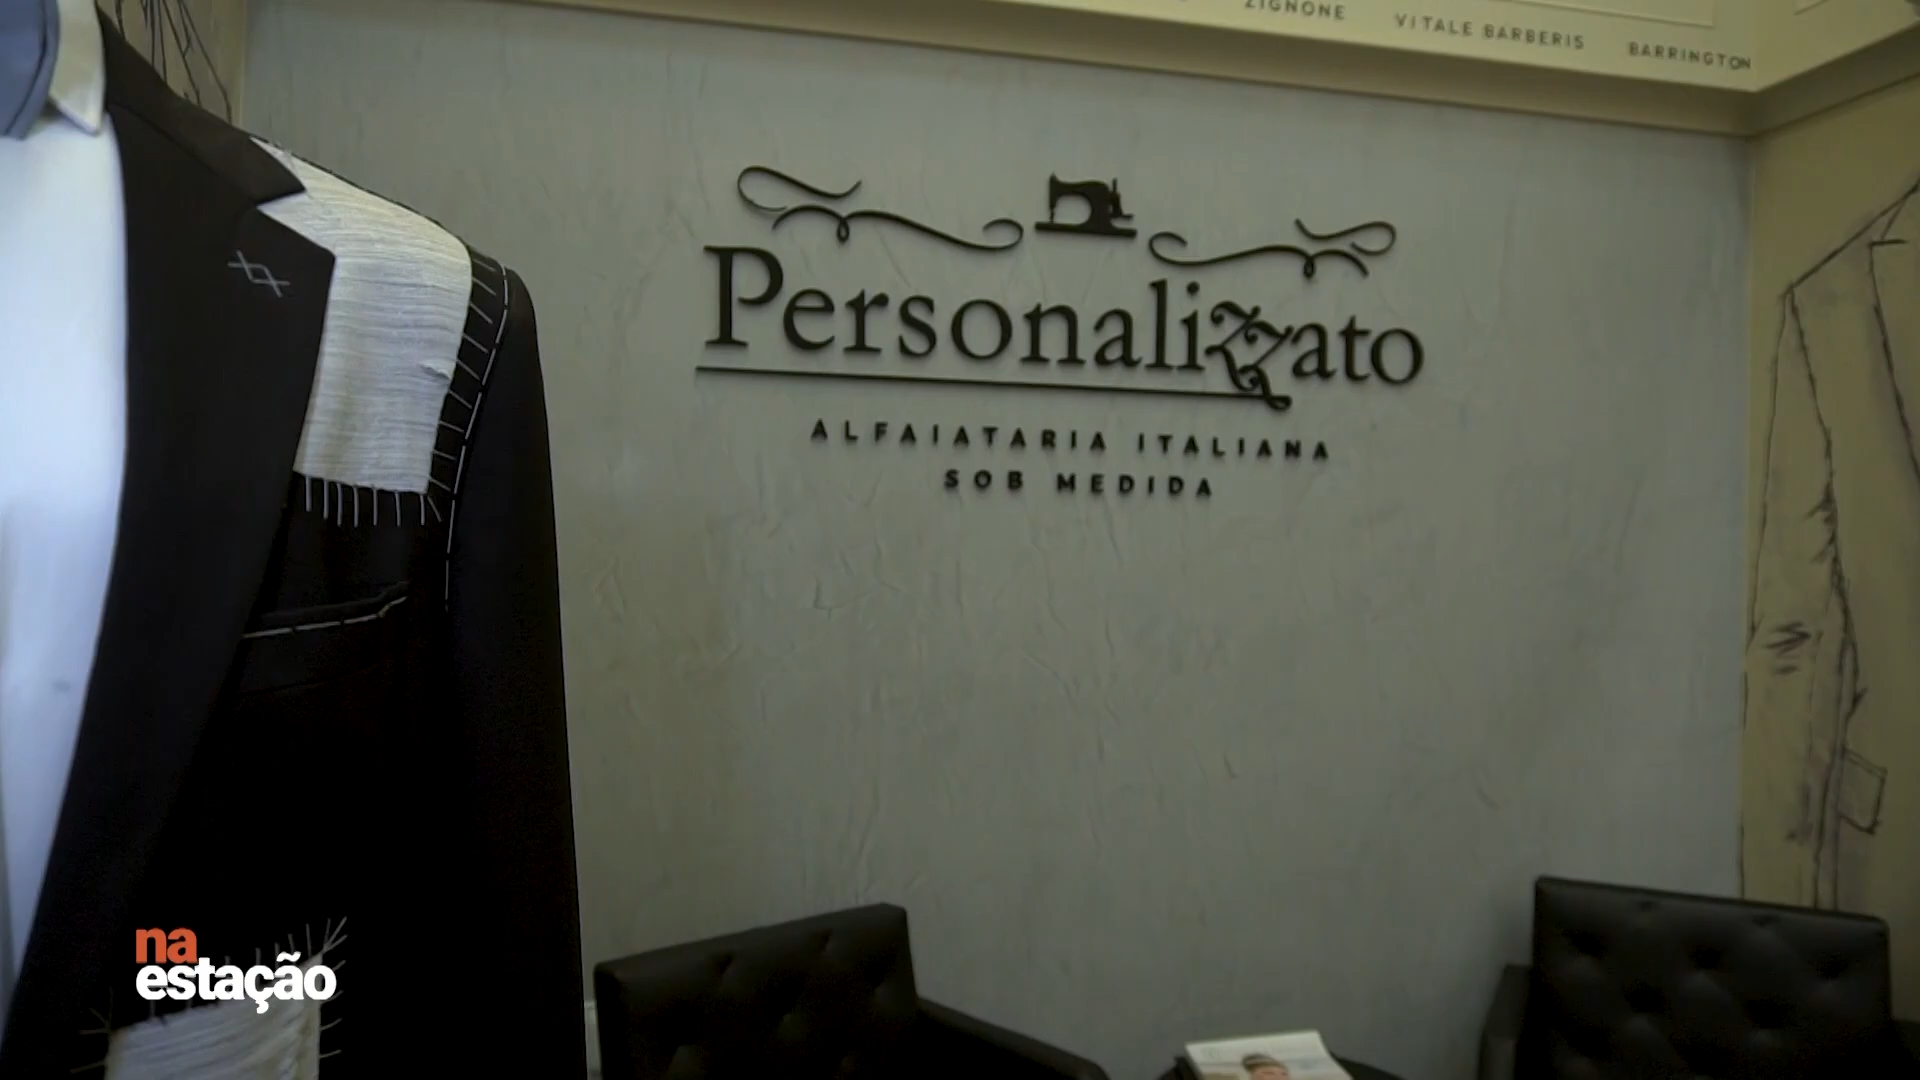 ZIGNONE VITALE BARBERIS BARRINGTON
Personalizzato
ALFAIATARIA ITALIANA
SOB MEDIDA
na
estação